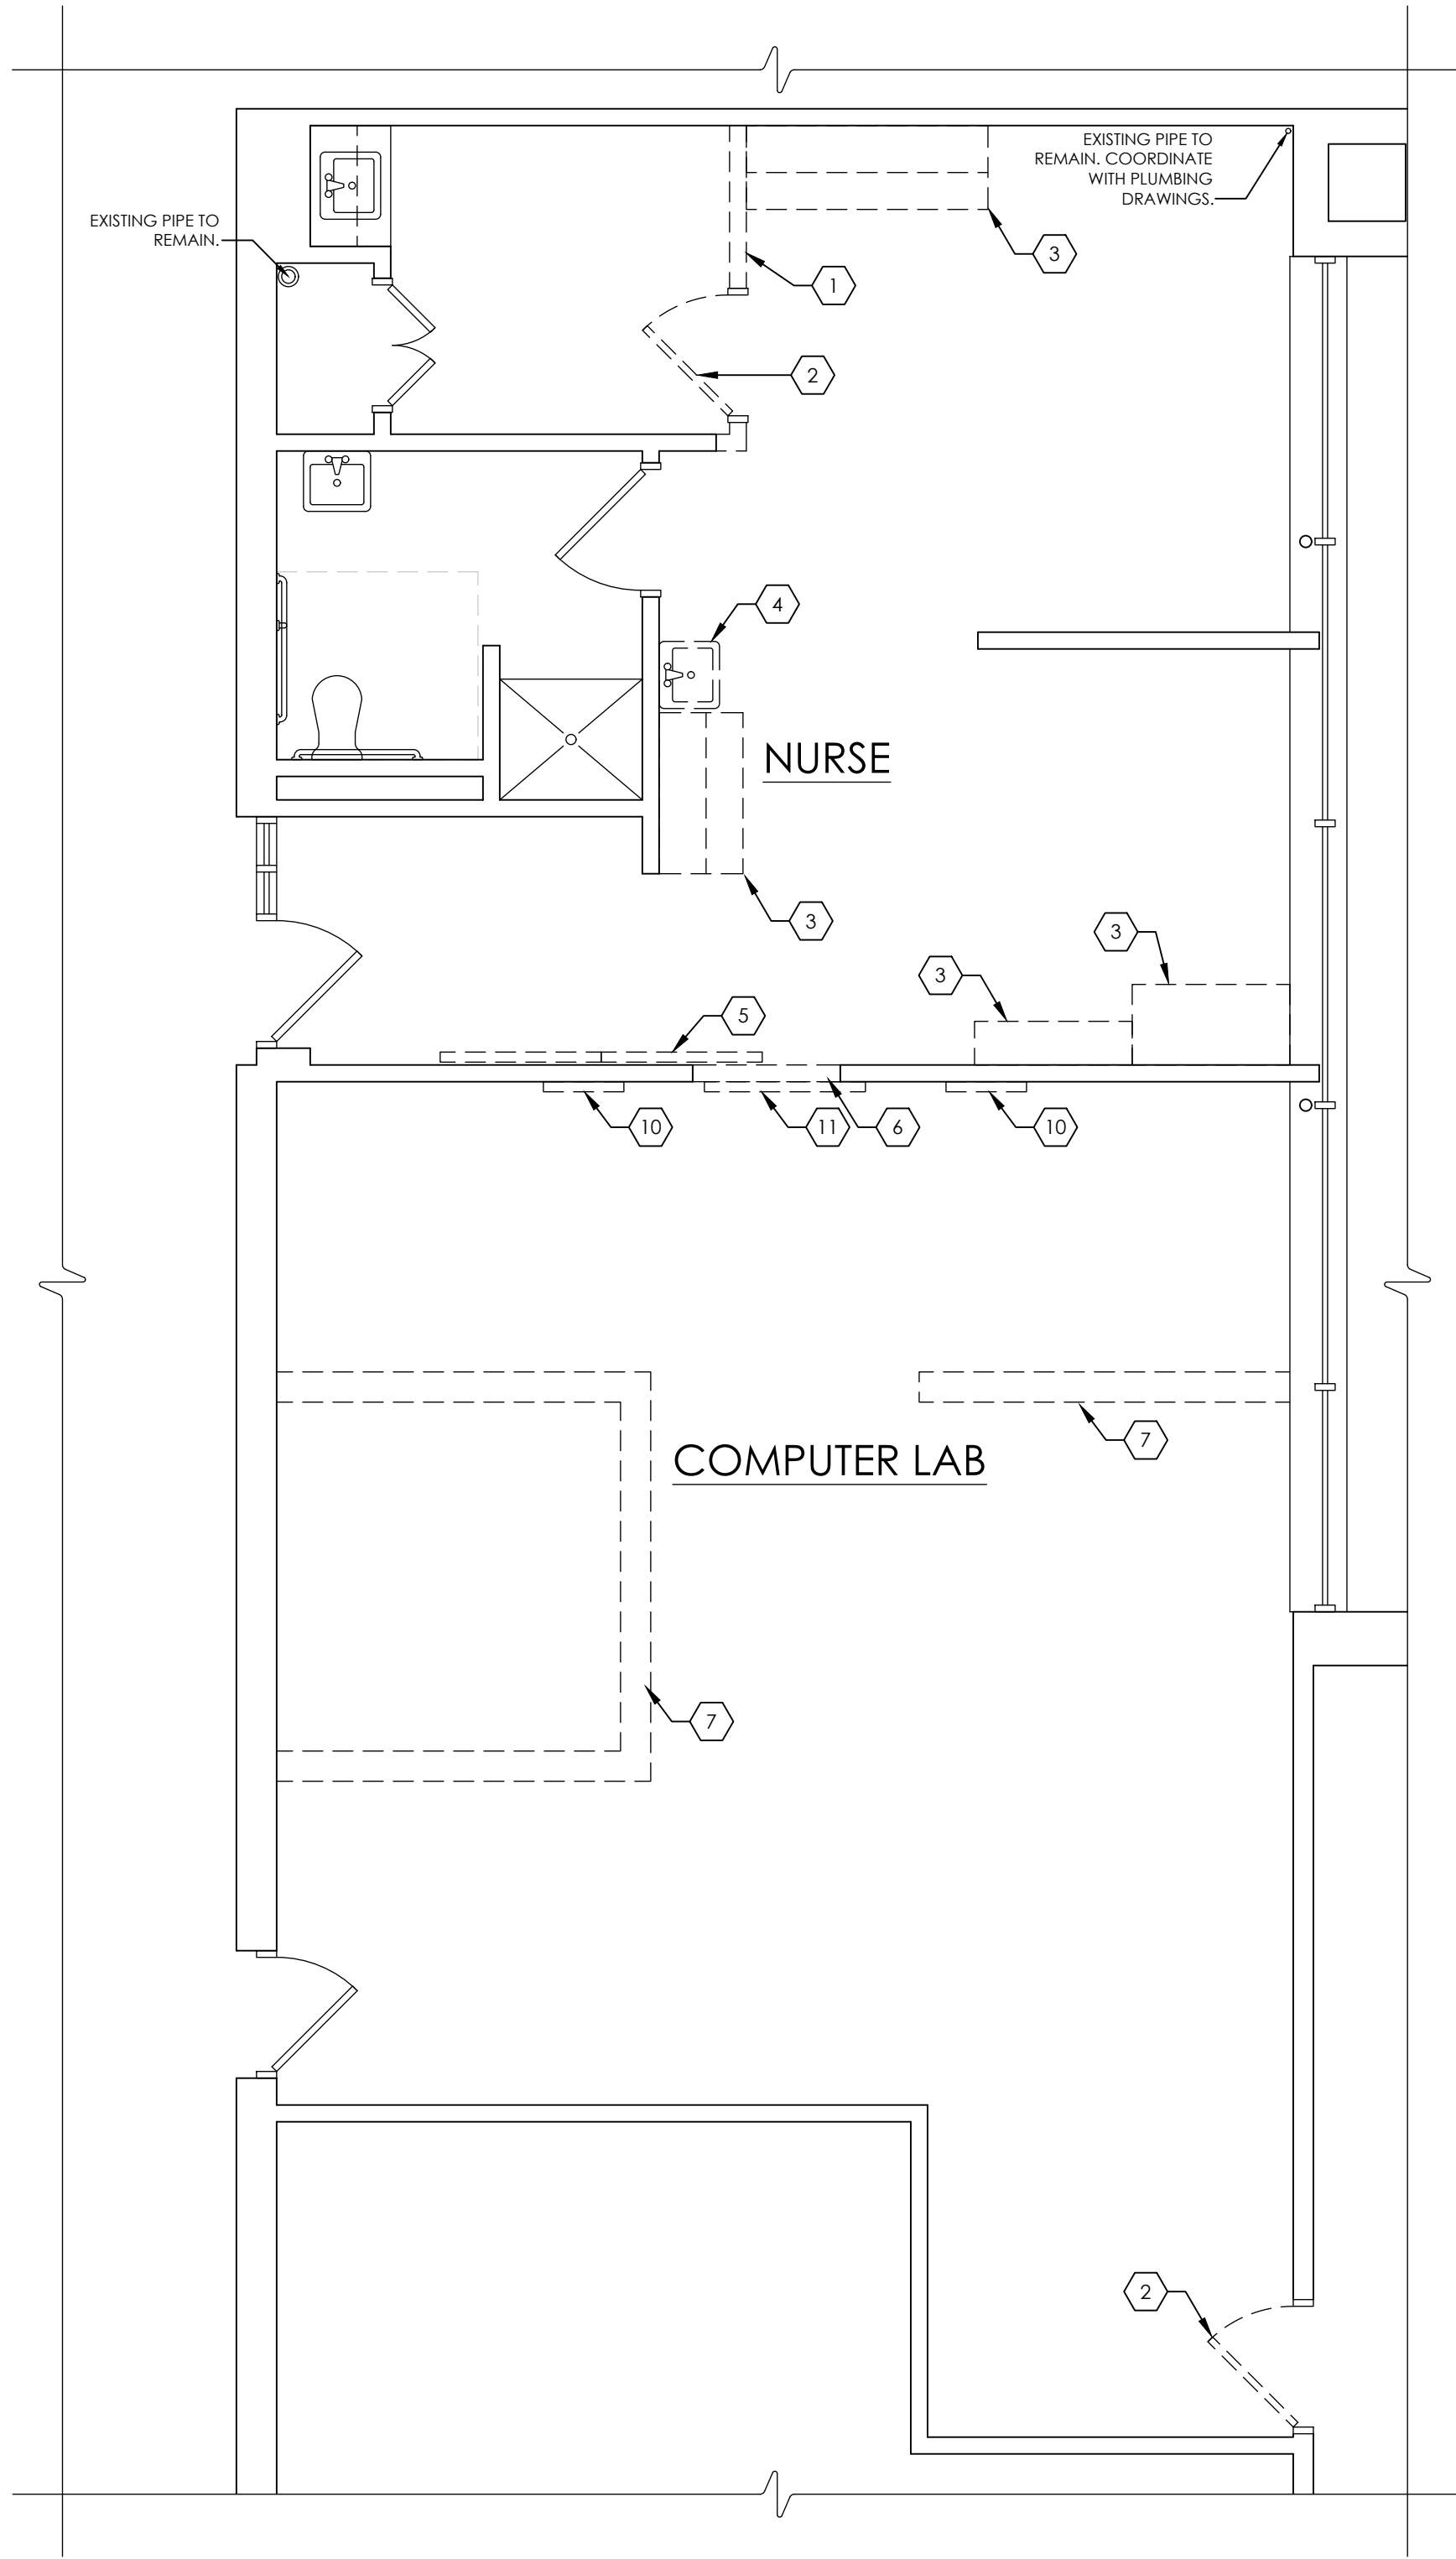 EXISTING PIPE TO
REMAIN. COORDINATE
WITH PLUMBING
DRAWINGS.
EXISTING PIPE TO
REMAIN.
3
1
2
4
NURSE
3
3
3
5
10
11
6
10
7
COMPUTER LAB
7
2